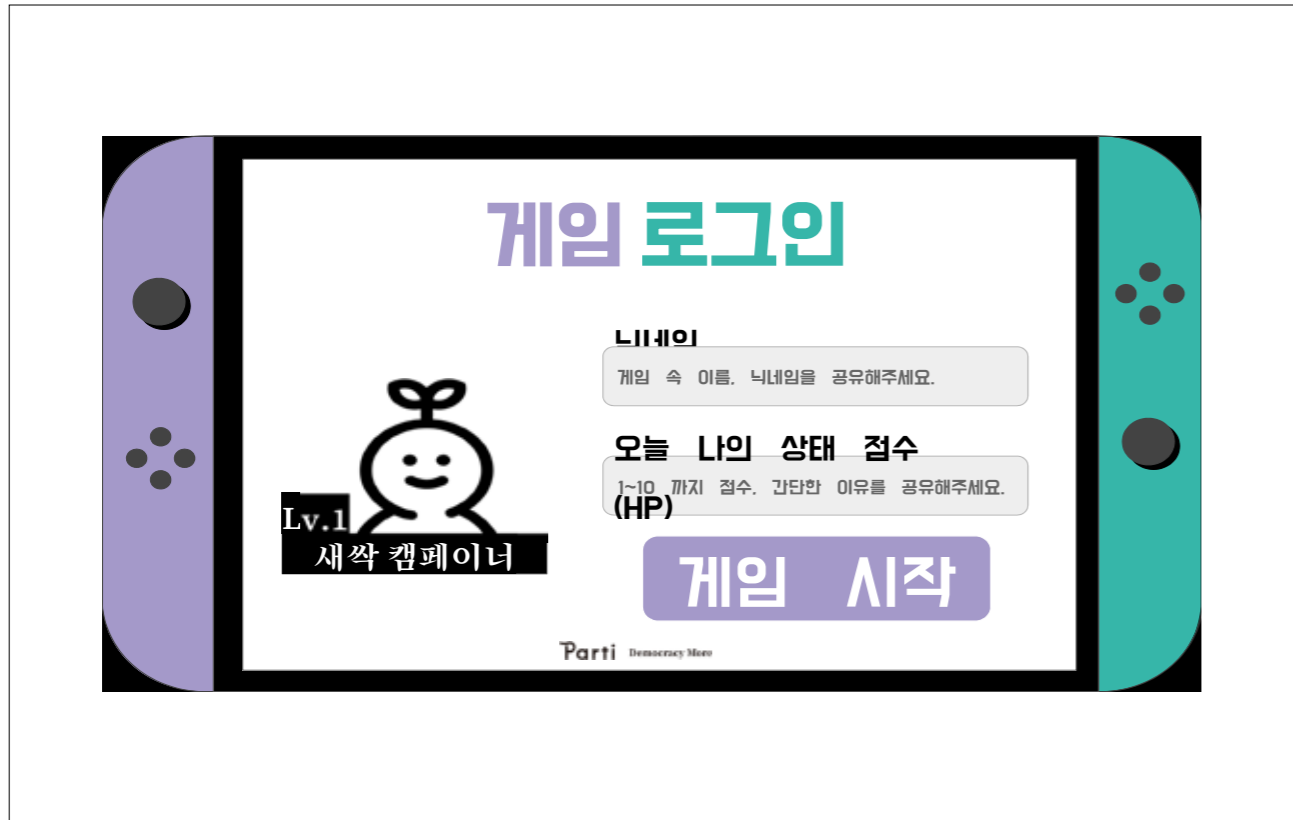 게임 로그인
닉네임
게임 속 이름, 닉네임을 공유해주세요.
오늘 나의 상태 점수
(HP)
1~10 까지 점수, 간단한 이유를 공유해주세요.
Lv.1
새싹 캠페이너
게임 시작
Parti Democracy More